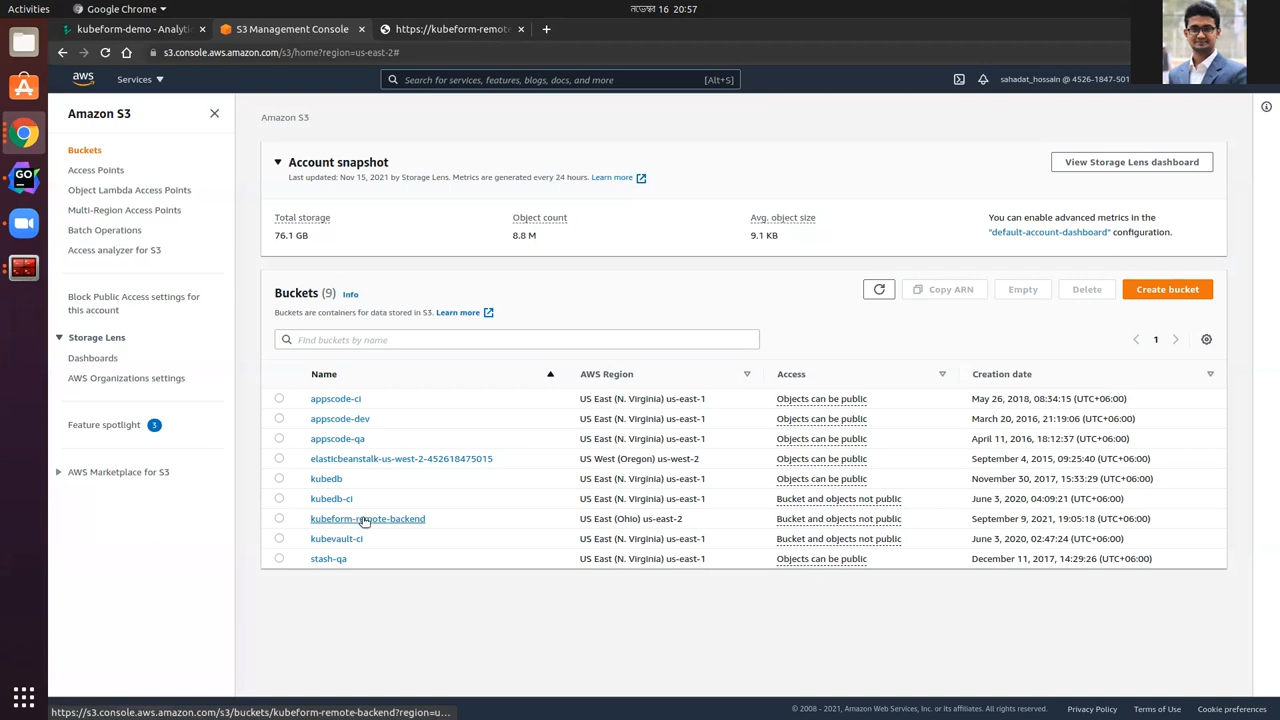 Activities
Google Chrome ▾
নভেম্বর 16 20:57
kubeform-demo - Analyti
S3 Management Console
https://kubeform-remote
s3.console.aws.amazon.com/s3/home?region=us-east-2#
aws
Services ▼
Search for services, features, blogs, docs, and more
[Alt+S]
sahadat_hossain @ 4526-1847-501
Amazon S3
Buckets
Access Points
Object Lambda Access Points
Multi-Region Access Points
Batch Operations
Access analyzer for S3
Block Public Access settings for
this account
Storage Lens
Dashboards
AWS Organizations settings
Feature spotlight 3
AWS Marketplace for S3
Amazon S3
Account snapshot
Last updated: Nov 15, 2021 by Storage Lens. Metrics are generated every 24 hours. Learn more
View Storage Lens dashboard
Total storage
76.1 GB
Object count
8.8 M
Avg. object size
9.1 KB
You can enable advanced metrics in the
"default-account-dashboard" configuration.
Buckets (9) Info
Buckets are containers for data stored in S3. Learn more
Copy ARN
Empty
Delete
Create bucket
Find buckets by name
1
Name AWS Region Access Creation date
appscode-ci US East (N. Virginia) us-east-1 Objects can be public May 26, 2018, 08:34:15 (UTC+06:00)
appscode-dev US East (N. Virginia) us-east-1 Objects can be public March 20, 2016, 21:19:06 (UTC+06:00)
appscode-qa US East (N. Virginia) us-east-1 Objects can be public April 11, 2016, 18:12:37 (UTC+06:00)
elasticbeanstalk-us-west-2-452618475015 US West (Oregon) us-west-2 Objects can be public September 4, 2015, 09:25:40 (UTC+06:00)
kubedb US East (N. Virginia) us-east-1 Objects can be public November 30, 2017, 15:33:29 (UTC+06:00)
kubedb-ci US East (N. Virginia) us-east-1 Bucket and objects not public June 3, 2020, 04:09:21 (UTC+06:00)
kubeform-remote-backend US East (Ohio) us-east-2 Bucket and objects not public September 9, 2021, 19:05:18 (UTC+06:00)
kubevault-ci US East (N. Virginia) us-east-1 Bucket and objects not public June 3, 2020, 02:47:24 (UTC+06:00)
stash-qa US East (N. Virginia) us-east-1 Objects can be public December 11, 2017, 14:29:26 (UTC+06:00)
https://s3.console.aws.amazon.com/s3/buckets/kubeform-remote-backend?region=u...
© 2008 - 2021, Amazon Web Services, Inc. or its affiliates. All rights reserved.
Privacy Policy
Terms of Use
Cookie preferences